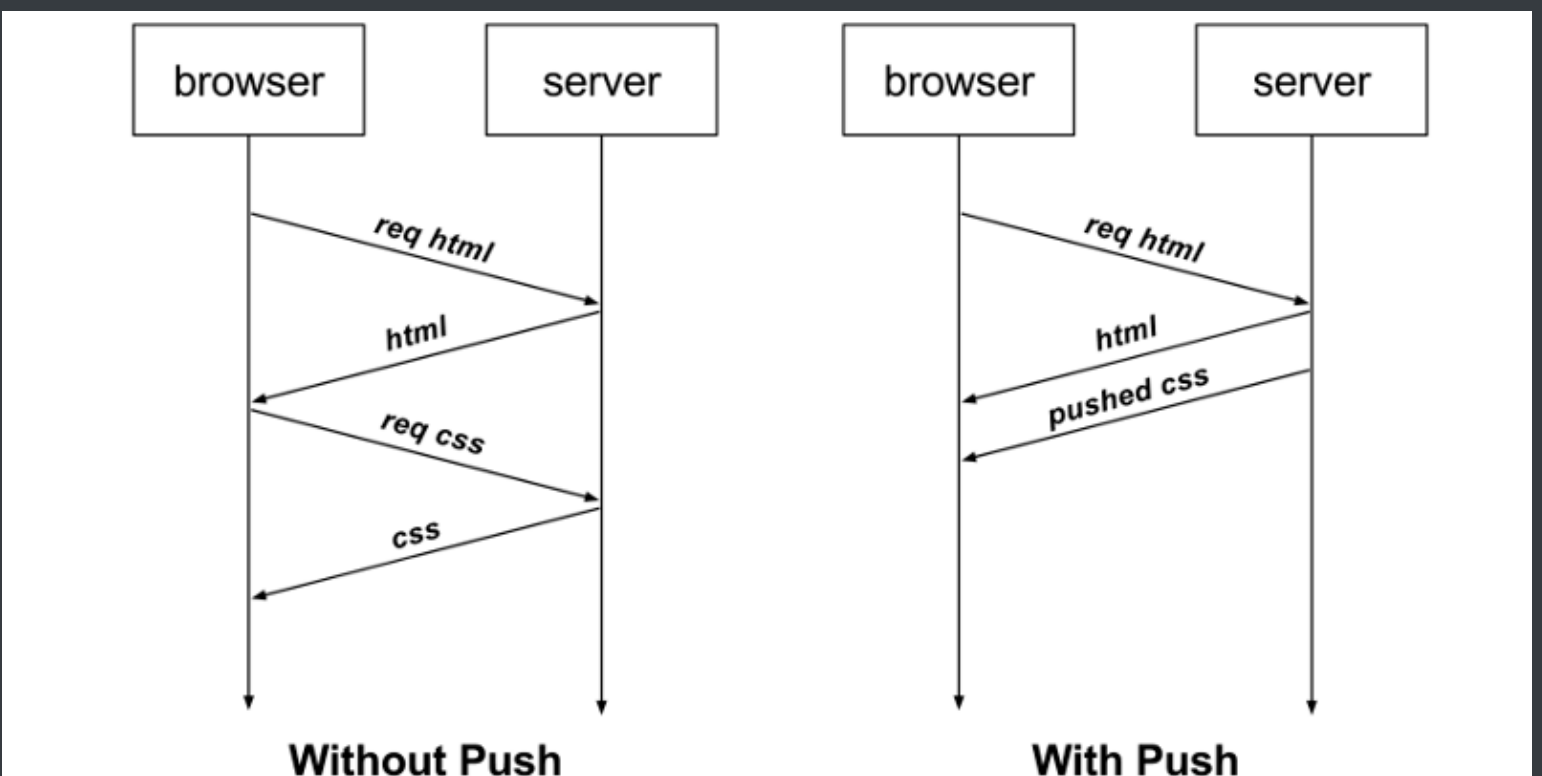 browser
server
req html
html
req css
css
Without Push
browser
server
req html
html
pushed css
With Push